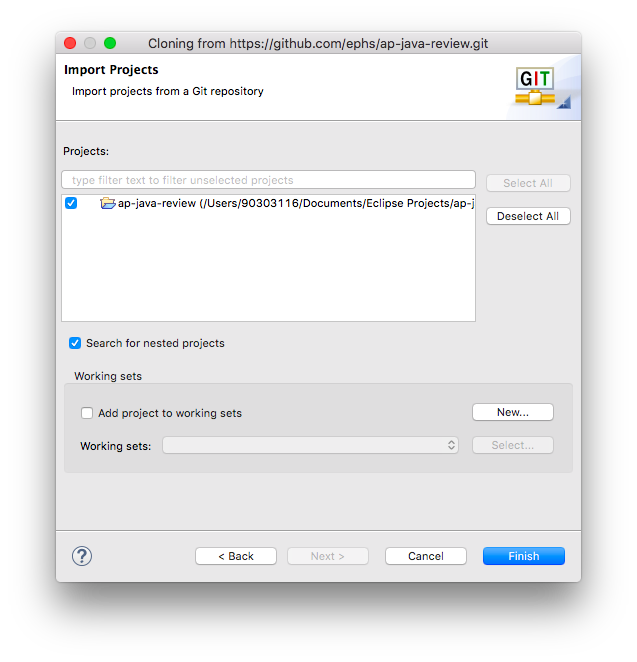 Cloning from https://github.com/ephs/ap-java-review.git
Import Projects
Import projects from a Git repository
GIT
Projects:
type filter text to filter unselected projects
Select All
ap-java-review (/Users/90303116/Documents/Eclipse Projects/ap-j
Deselect All
Search for nested projects
Working sets
Add project to working sets
New...
Working sets:
Select...
?
< Back
Next >
Cancel
Finish